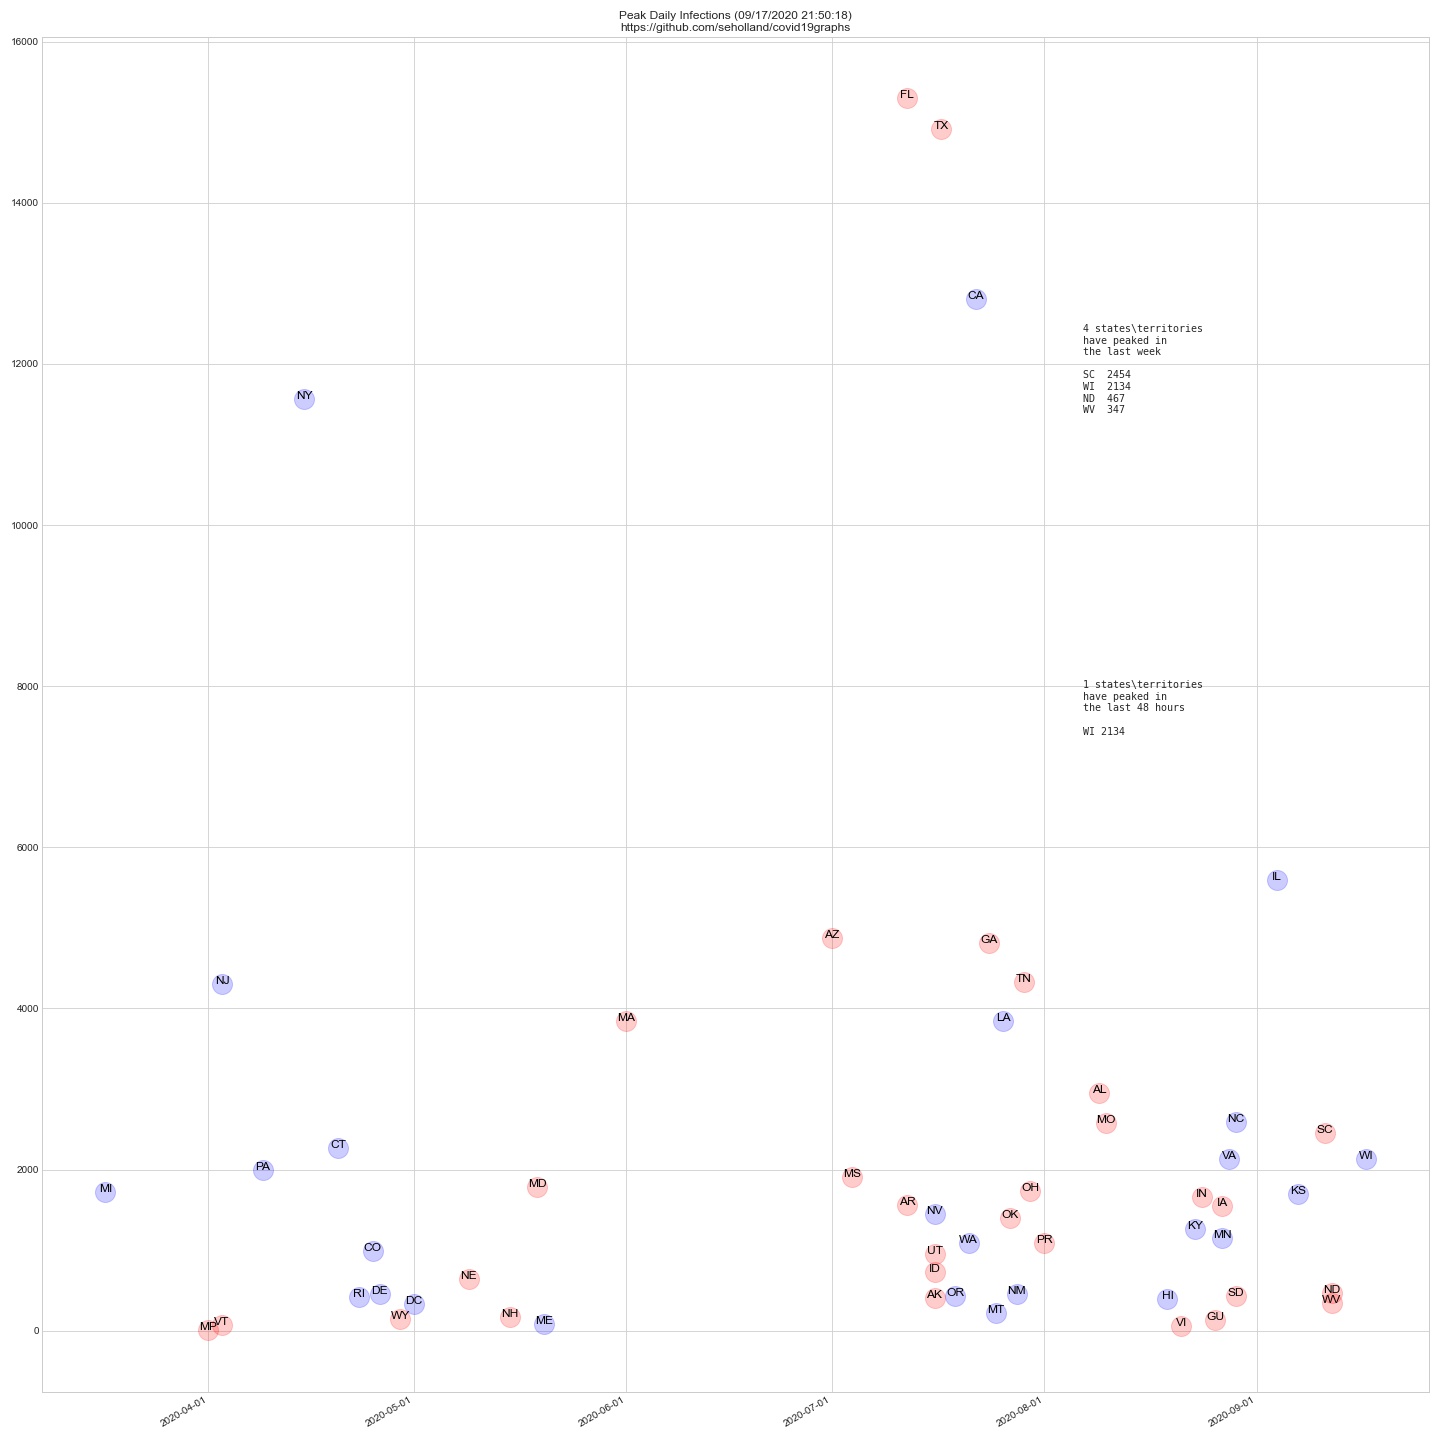 Peak Daily Infections (09/17/2020 21:50:18)
https://github.com/seholland/covid19graphs
16000
FL
TX
14000
CA
4 states\territories
have peaked in
the last week
12000
SC 2454
WI 2134
ND 467
WV 347
NY
10000
8000
1 states\territories
have peaked in
the last 48 hours
WI 2134
6000
IL
AZ
GA
NJ
TN
4000
MA
LA
AL
MO
NC
SC
CT
VA
WI
PA
2000
MS
MI
MD
OH
KS
IN
AR
IA
NV
OK
KY
MN
WA
PR
CO
UT
ID
NE
RI
DE
DC
AK
OR
MT
NM
HI
SD
ND
WV
WY
NH
ME
VI
GU
MP
VT
0
2020-04-01
2020-05-01
2020-06-01
2020-07-01
2020-08-01
2020-09-01